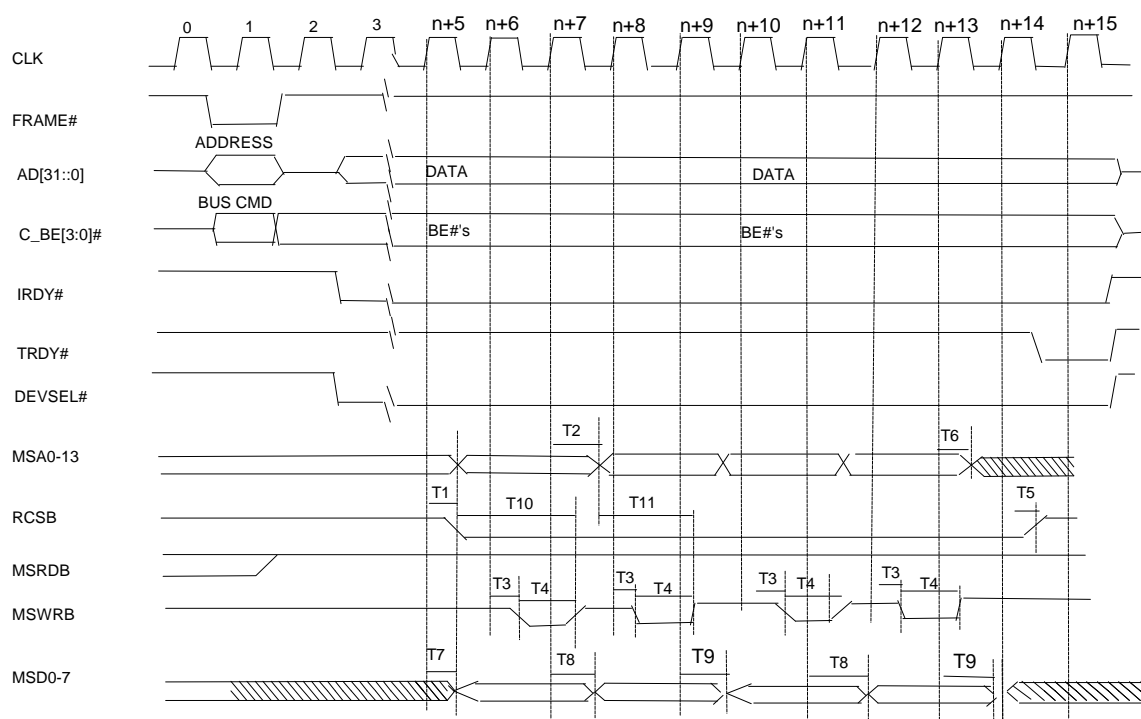 0 1 2 3 n+5 n+6 n+7 n+8 n+9 n+10 n+11 n+12 n+13 n+14 n+15
CLK
FRAME#
ADDRESS
AD[31::0] DATA DATA
BUS CMD
C_BE[3:0]# BE#'s BE#'s
IRDY#
TRDY#
DEVSEL#
T2 T6
MSA0-13
T1 T10 T11 T5
RCSB
MSRDB
T3 T4 T3 T4 T3 T4 T3 T4
MSWRB
T7 T8 T9 T8 T9
MSD0-7